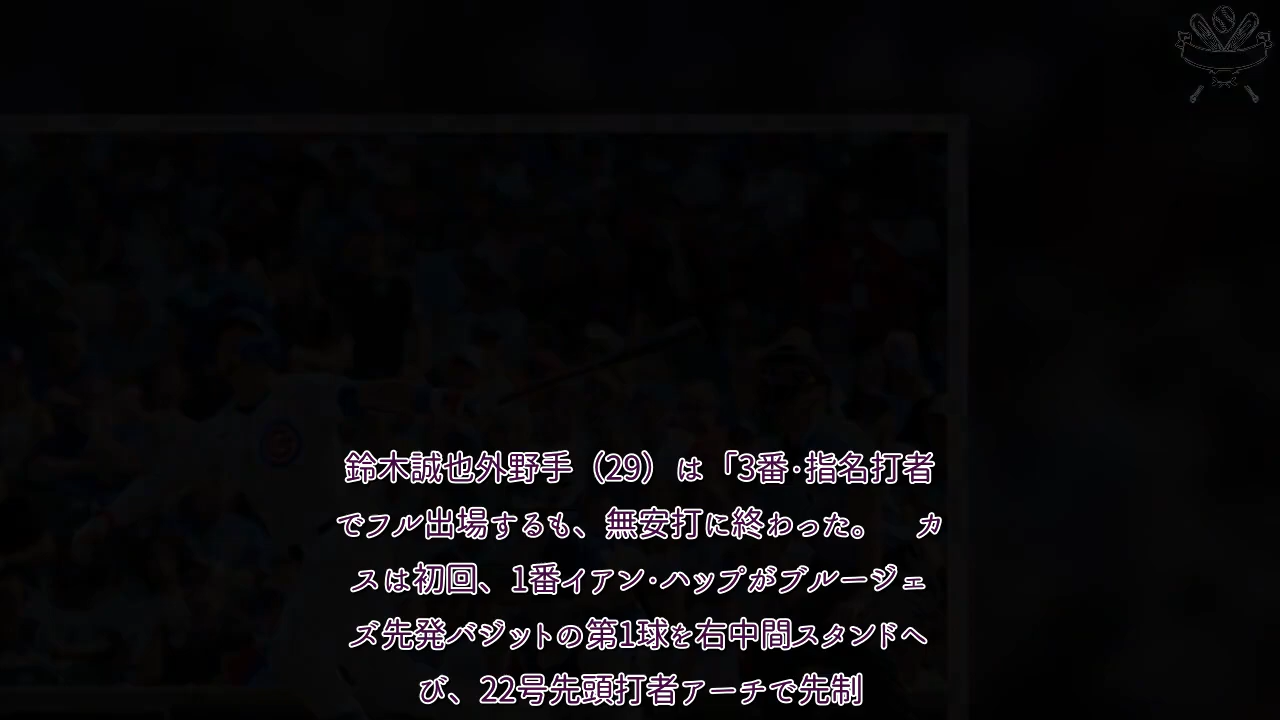 鈴木誠也外野手（29）は「3番·指名打者
でフル出場するも、無安打に終わった。　カ
スは初回、1番イアン·ハップがブルージェ
ズ先発バジットの第1球を右中間スタンドへ
び、22号先頭打者アーチで先制